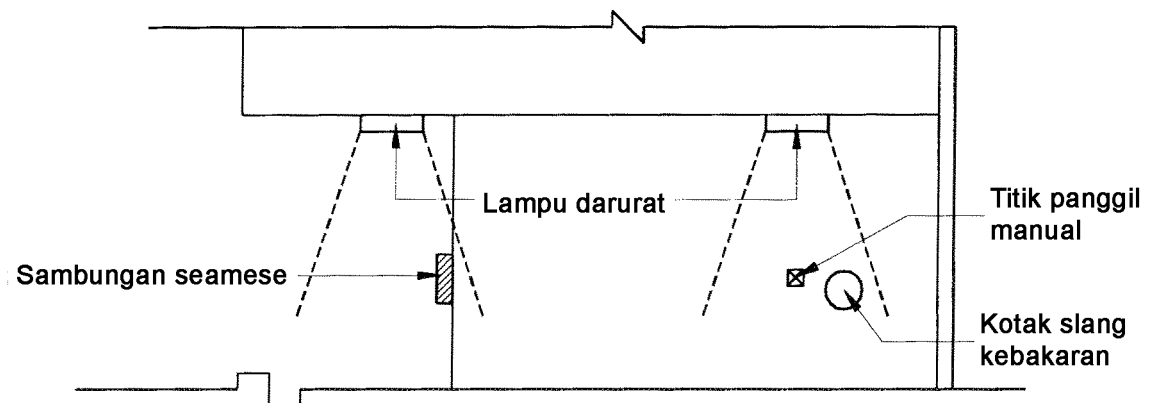 Lampu darurat
Titik panggil
manual
Sambungan seamese
Kotak slang
kebakaran